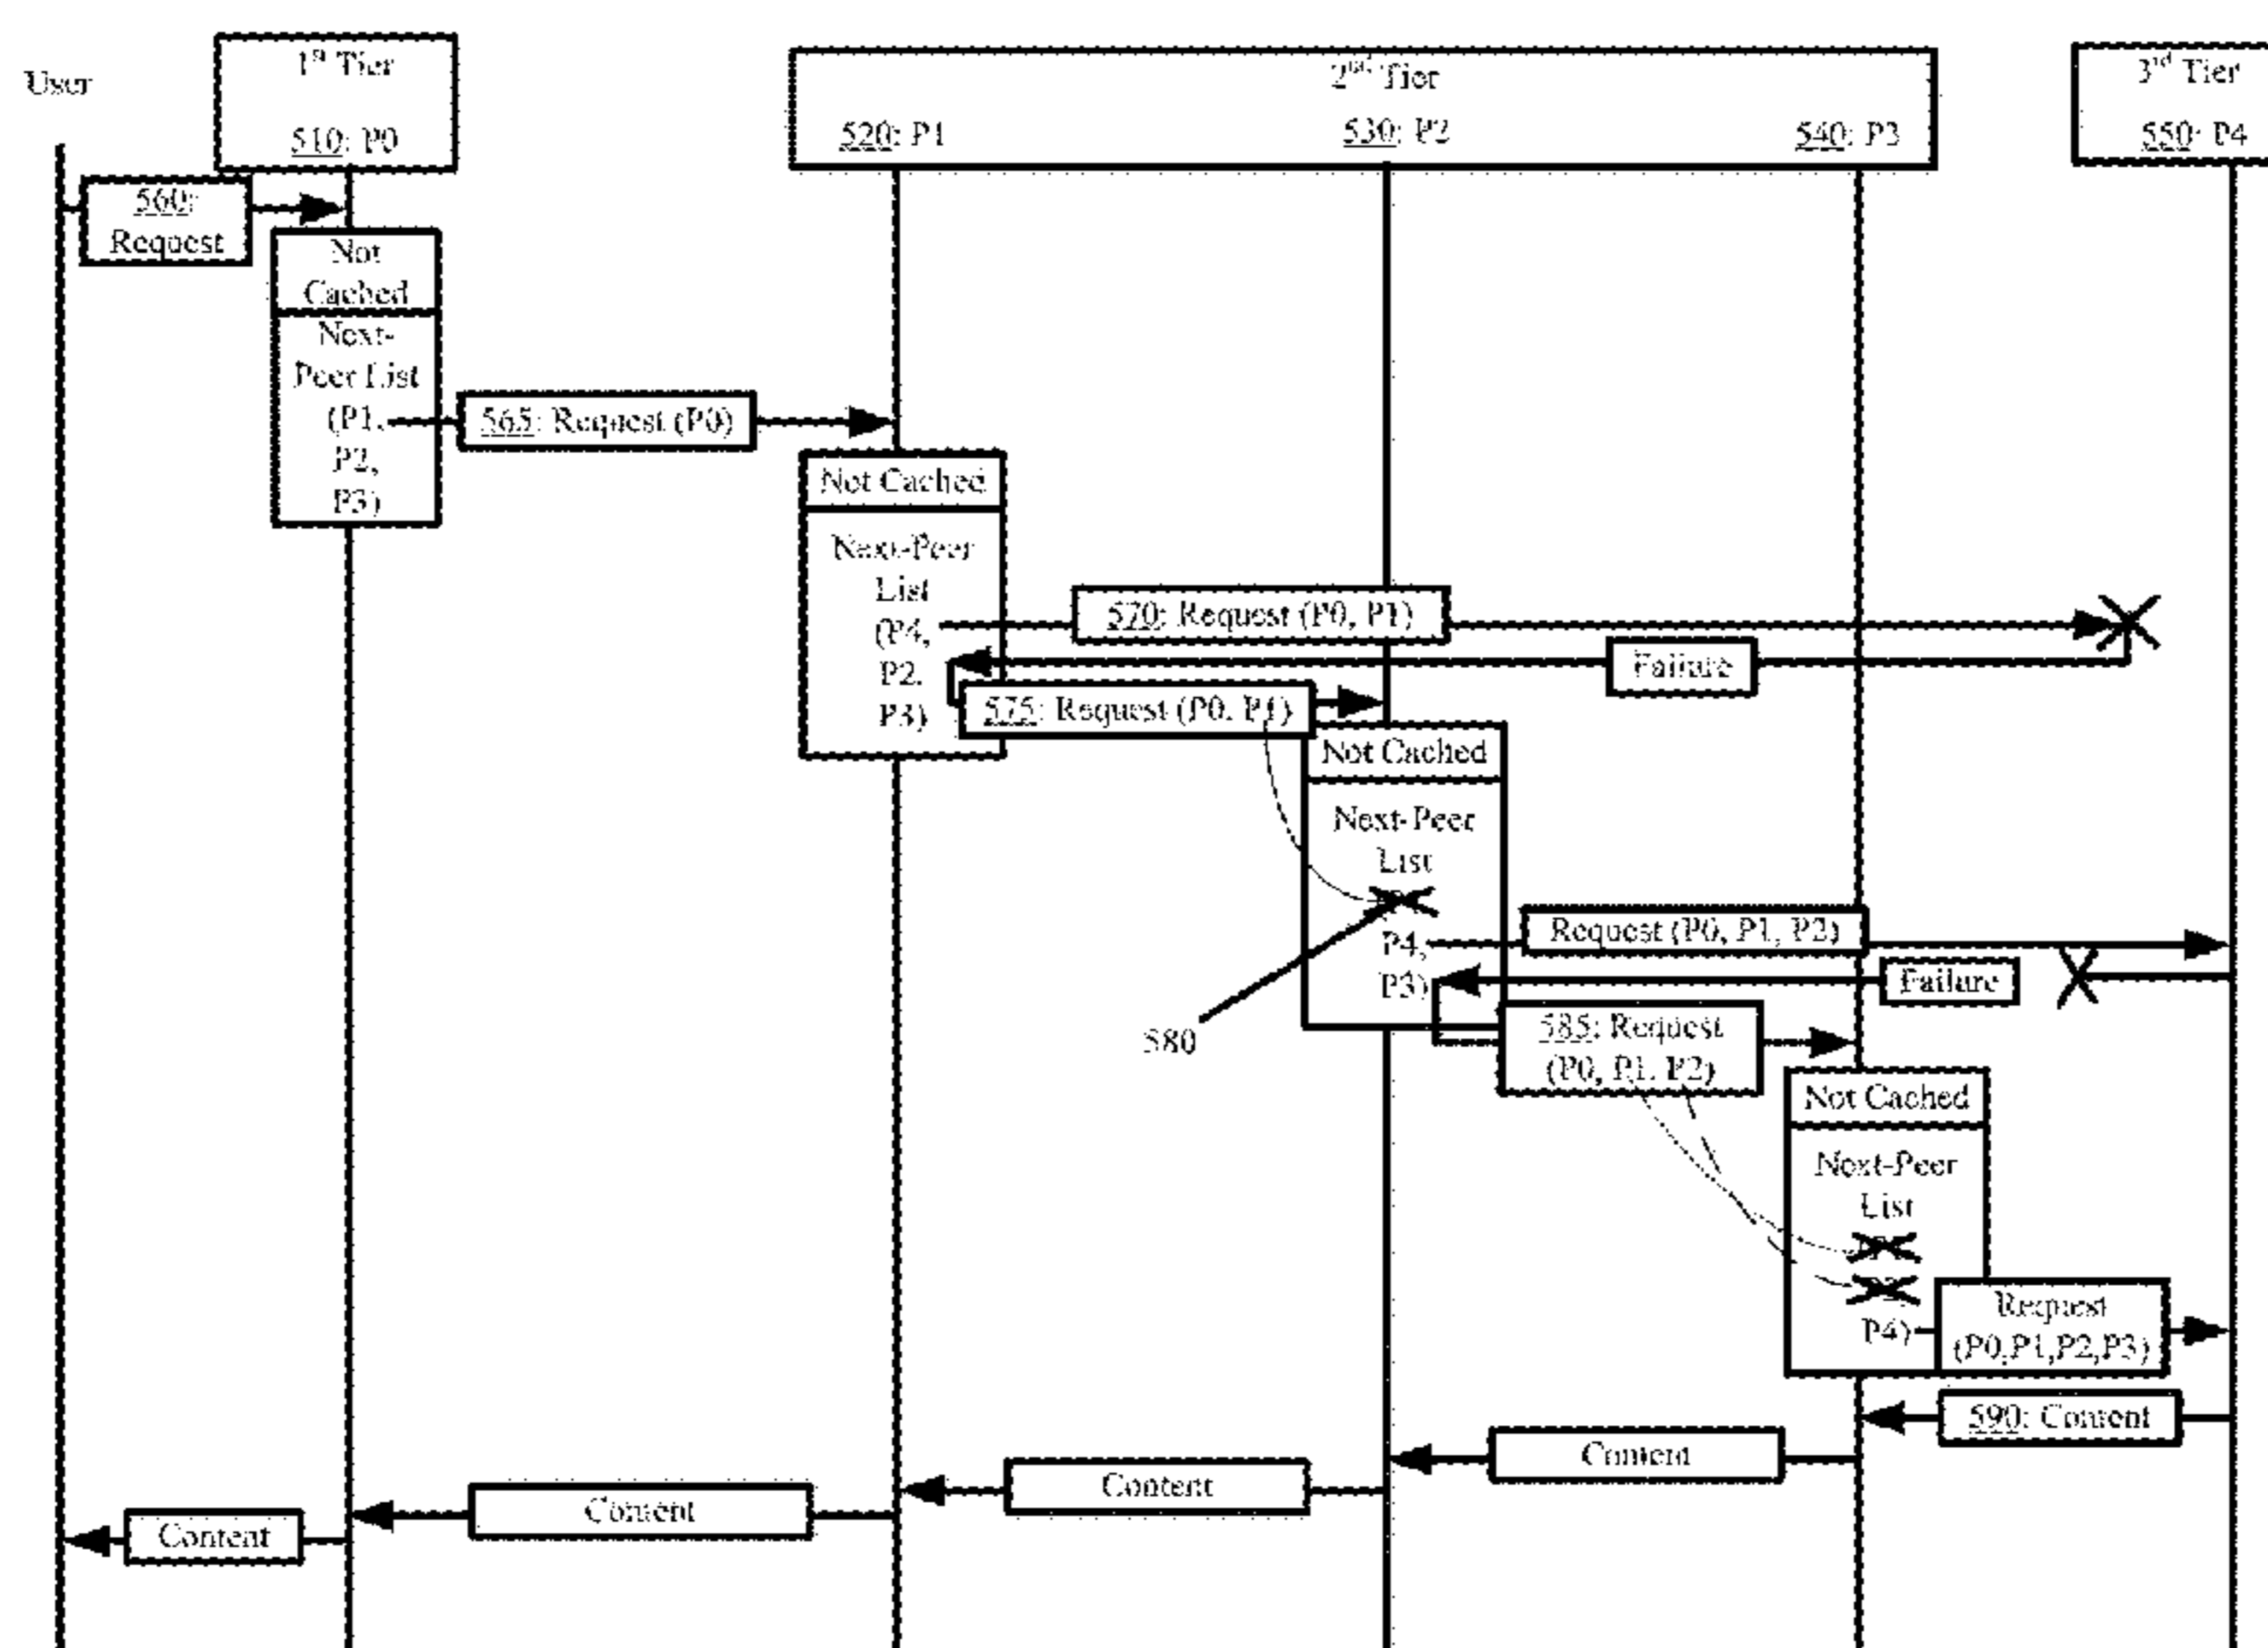 User
1st Tier
510: P0
2nd Tier
520: P1
530: P2
540: P3
3rd Tier
550: P4
560:
Request
Not
Cached
Next-
Peer List
(P1,
P2,
P3)
565: Request (P0)
Not Cached
Next-Peer
List
(P4,
P2,
P3)
570: Request (P0, P1)
Failure
575: Request (P0, P1)
Not Cached
Next-Peer
List
P4,
P3)
580
Request (P0, P1, P2)
Failure
585: Request
(P0, P1, P2)
Not Cached
Next-Peer
List
P4)
Request
(P0,P1,P2,P3)
590: Content
Content
Content
Content
Content